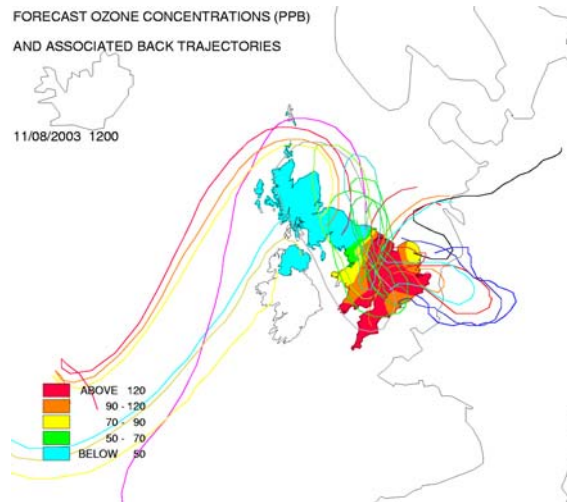 FORECAST OZONE CONCENTRATIONS (PPB)
AND ASSOCIATED BACK TRAJECTORIES
11/08/2003 1200
ABOVE 120
90 - 120
70 - 90
50 - 70
BELOW 50